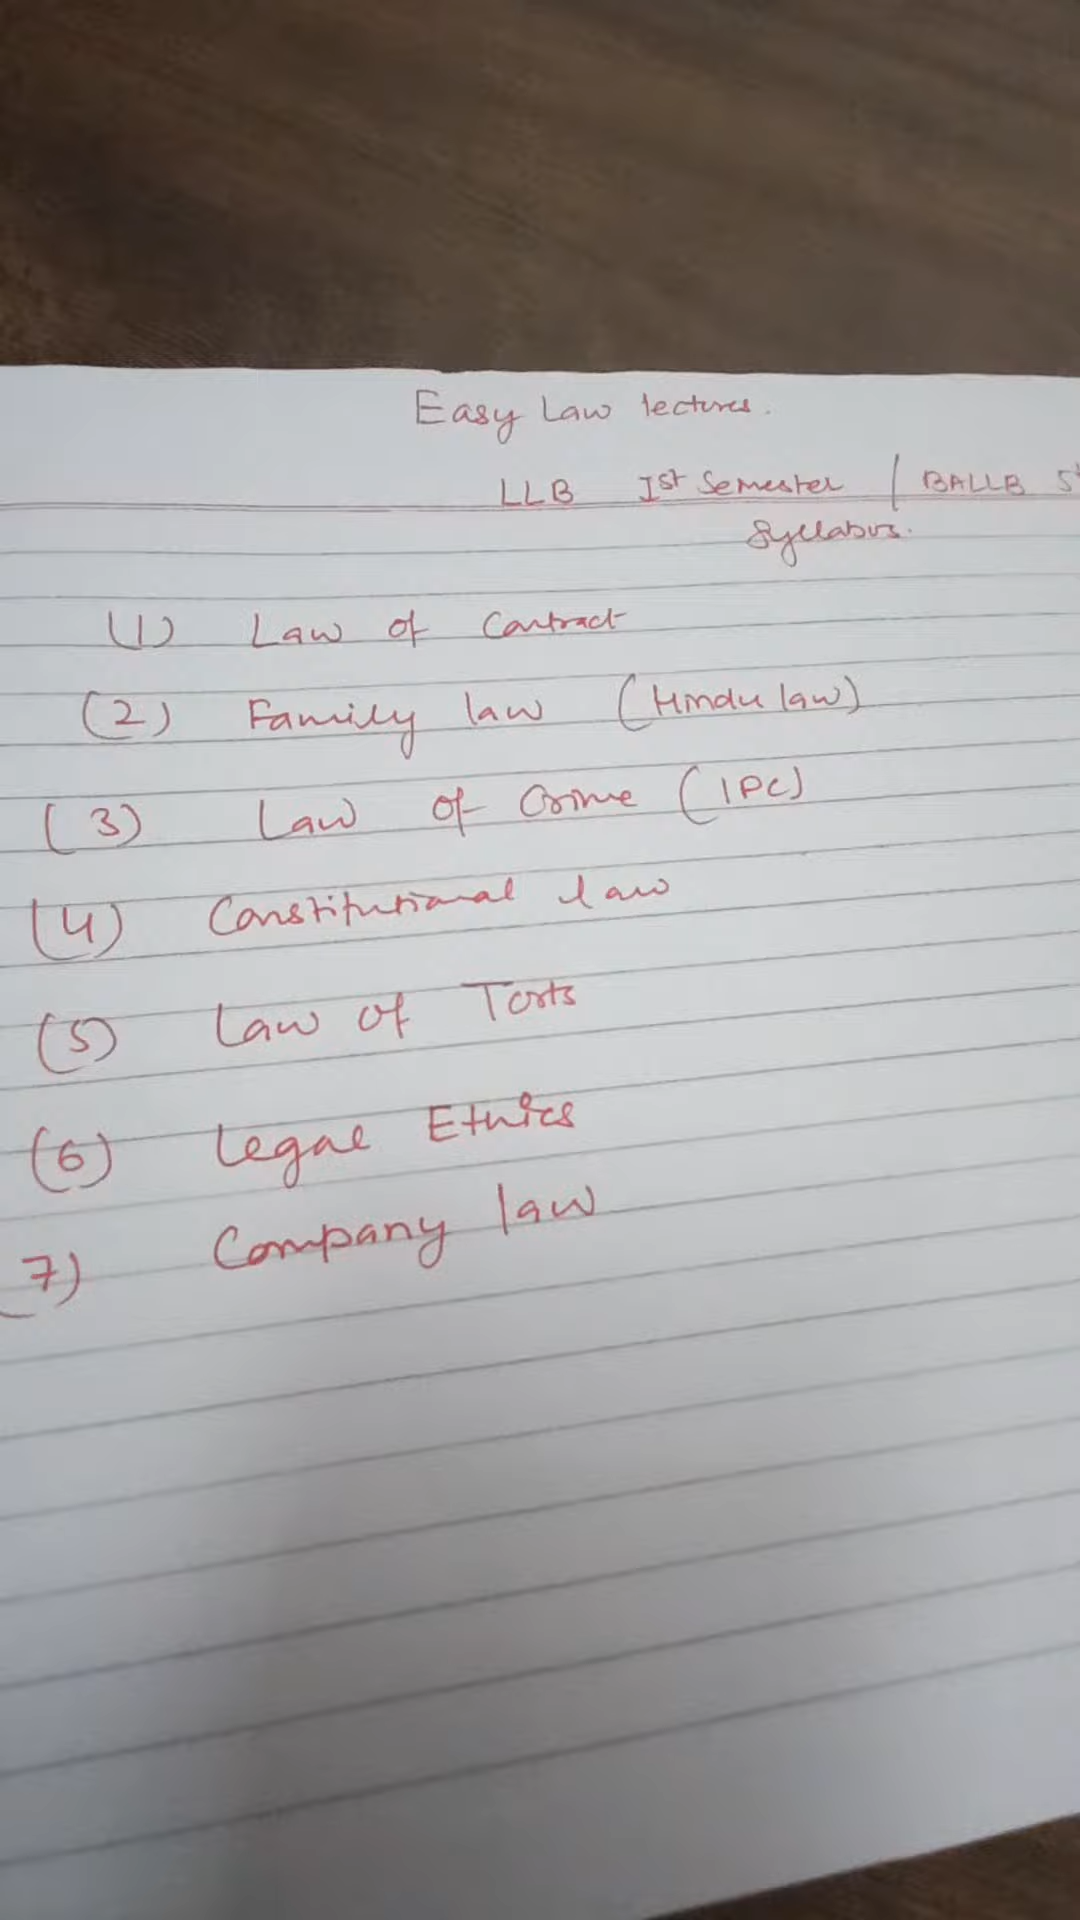 Easy Law lectures.
LLB Ist Semester / BALLB 5t
Syllabus.
(1) Law of Contract
(2) Family law (Hindu law)
(3) Law of Crime (IPC)
(4) Constitutional law
(5) Law of Torts
(6) Legal Ethics
(7) Company law